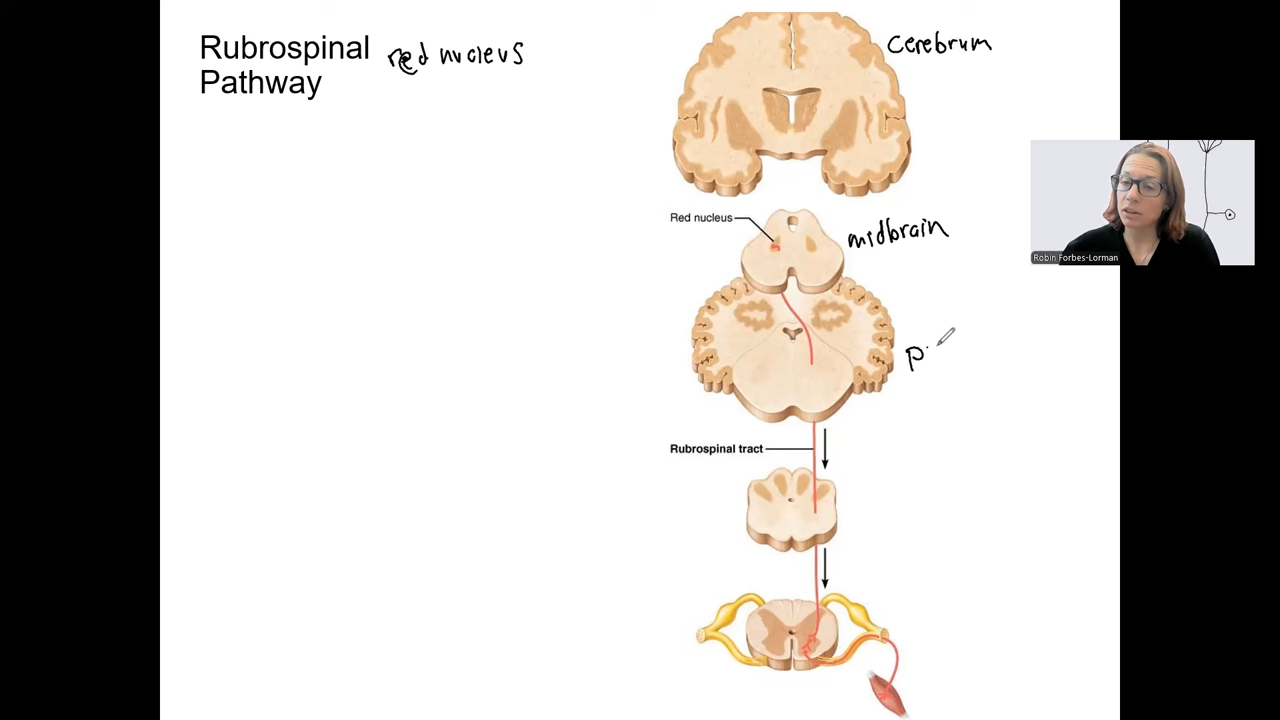 Rubrospinal
Pathway
red nucleus
cerebrum
Red nucleus
midbrain
Robin Forbes-Lorman
p
Rubrospinal tract